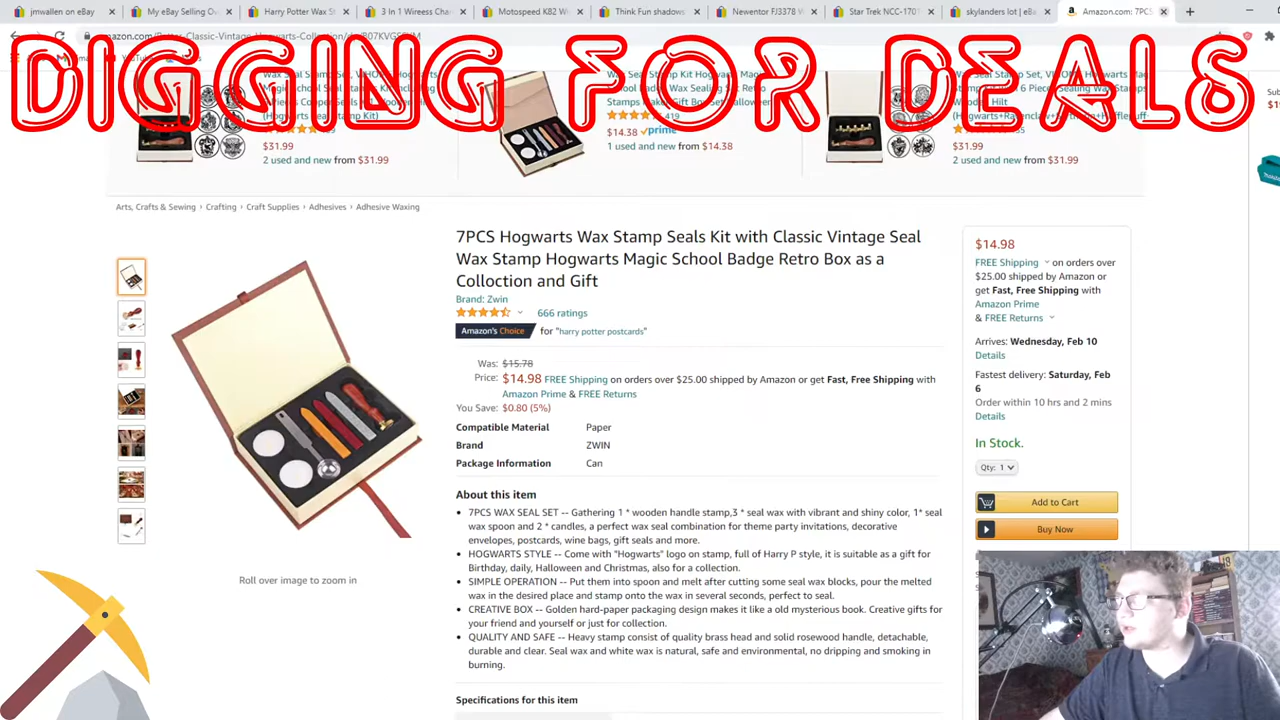 jmwallen on eBay
My eBay Selling Ov
Harry Potter Wax S
3 In 1 Wireess Cha
Motospeed K82 Wi
Think Fun shadows
Newentor FJ3378 W
Star Trek NCC-1701
skylanders lot | eBa
Amazon.com: 7PCS
DIGGING FOR DEALS
(Hogwarts Seal Stamp Kit)
$31.99
2 used and new from $31.99
Wax Seal Stamp Kit Hogwart Mag
$14.38 prime
1 used and new from $14.38
$31.99
2 used and new from $31.99
Arts, Crafts & Sewing › Crafting › Craft Supplies › Adhesives › Adhesive Waxing
7PCS Hogwarts Wax Stamp Seals Kit with Classic Vintage Seal
Wax Stamp Hogwarts Magic School Badge Retro Box as a
Colloction and Gift
Brand: Zwin
666 ratings
Amazon's Choice for "harry potter postcards"
Was: $15.78
Price: $14.98 FREE Shipping on orders over $25.00 shipped by Amazon or get Fast, Free Shipping with
Amazon Prime & FREE Returns
You Save: $0.80 (5%)
Compatible Material Paper
Brand ZWIN
Package Information Can
About this item
• 7PCS WAX SEAL SET -- Gathering 1 * wooden handle stamp,3 * seal wax with vibrant and shiny color, 1* seal
wax spoon and 2 * candles, a perfect wax seal combination for theme party invitations, decorative
envelopes, postcards, wine bags, gift seals and more.
• HOGWARTS STYLE -- Come with "Hogwarts" logo on stamp, full of Harry P style, it is suitable as a gift for
Birthday, daily, Halloween and Christmas, also for a collection.
• SIMPLE OPERATION -- Put them into spoon and melt after cutting some seal wax blocks, pour the melted
wax in the desired place and stamp onto the wax in several seconds, perfect to seal.
• CREATIVE BOX -- Golden hard-paper packaging design makes it like a old mysterious book. Creative gifts for
your friend and yourself or just for collection.
• QUALITY AND SAFE -- Heavy stamp consist of quality brass head and solid rosewood handle, detachable,
durable and clear. Seal wax and white wax is natural, safe and environmental, no dripping and smoking in
burning.
Specifications for this item
Roll over image to zoom in
$14.98
FREE Shipping on orders over
$25.00 shipped by Amazon or
get Fast, Free Shipping with
Amazon Prime
& FREE Returns
Arrives: Wednesday, Feb 10
Details
Fastest delivery: Saturday, Feb
6
Order within 10 hrs and 2 mins
Details
In Stock.
Qty: 1
Add to Cart
Buy Now